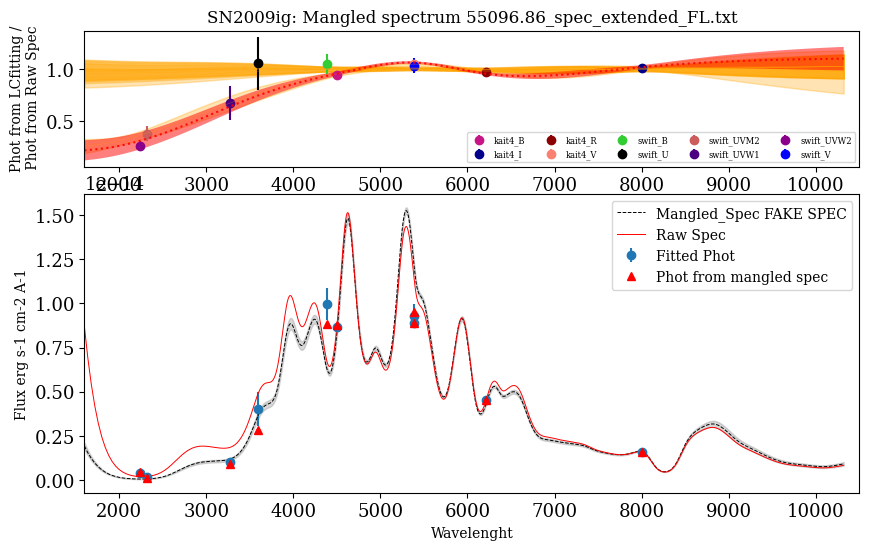 SN2009ig: Mangled spectrum 55096.86_spec_extended_FL.txt
Phot from LCfitting /
Phot from Raw Spec
1.0
0.5
kait4_B kait4_R swift_B swift_UVM2 swift_UVW2
kait4_I kait4_V swift_U swift_UVW1 swift_V
2000 3000 4000 5000 6000 7000 8000 9000 10000
1e−14
Flux erg s-1 cm-2 A-1
1.50
1.25
1.00
0.75
0.50
0.25
0.00
Mangled_Spec FAKE SPEC
Raw Spec
Fitted Phot
Phot from mangled spec
2000 3000 4000 5000 6000 7000 8000 9000 10000
Wavelenght